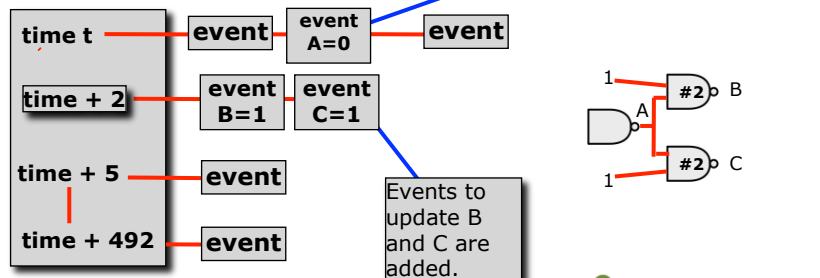 time t
event
event
A=0
event
time + 2
event
B=1
event
C=1
time + 5
event
time + 492
event
Events to
update B
and C are
added.
1
#2
B
A
#2
C
1